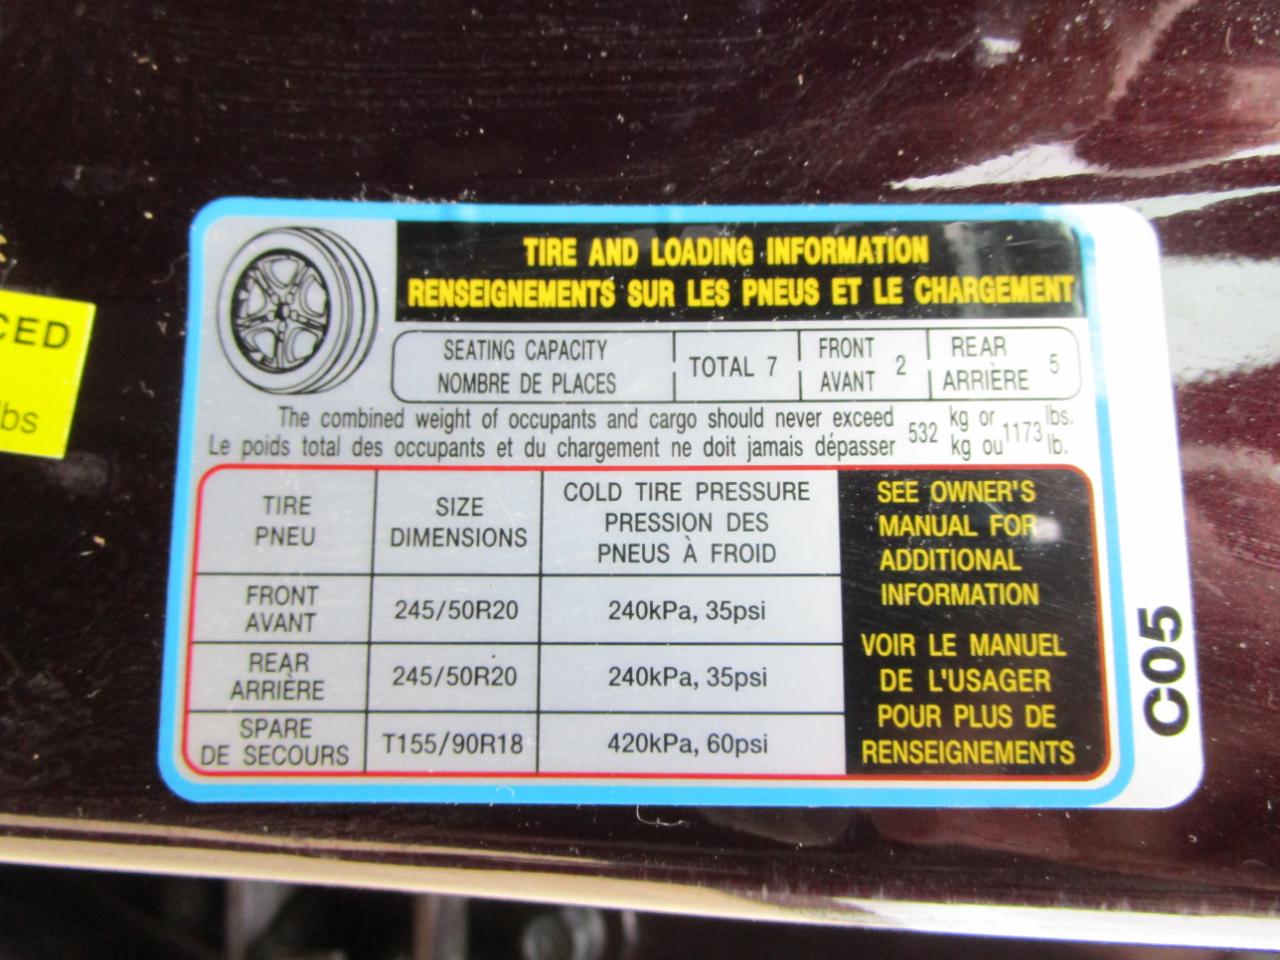 TIRE AND LOADING INFORMATION
RENSEIGNEMENTS SUR LES PNEUS ET LE CHARGEMENT
SEATING CAPACITY
NOMBRE DE PLACES
TOTAL 7
FRONT
AVANT
2
REAR
ARRIÈRE
5
The combined weight of occupants and cargo should never exceed
Le poids total des occupants et du chargement ne doit jamais dépasser
532
kg or
kg ou
1173
lbs.
lb.
TIRE
PNEU
SIZE
DIMENSIONS
COLD TIRE PRESSURE
PRESSION DES
PNEUS À FROID
FRONT
AVANT
245/50R20
240kPa, 35psi
REAR
ARRIÈRE
245/50R20
240kPa, 35psi
SPARE
DE SECOURS
T155/90R18
420kPa, 60psi
SEE OWNER'S
MANUAL FOR
ADDITIONAL
INFORMATION
VOIR LE MANUEL
DE L'USAGER
POUR PLUS DE
RENSEIGNEMENTS
C05
CED
lbs